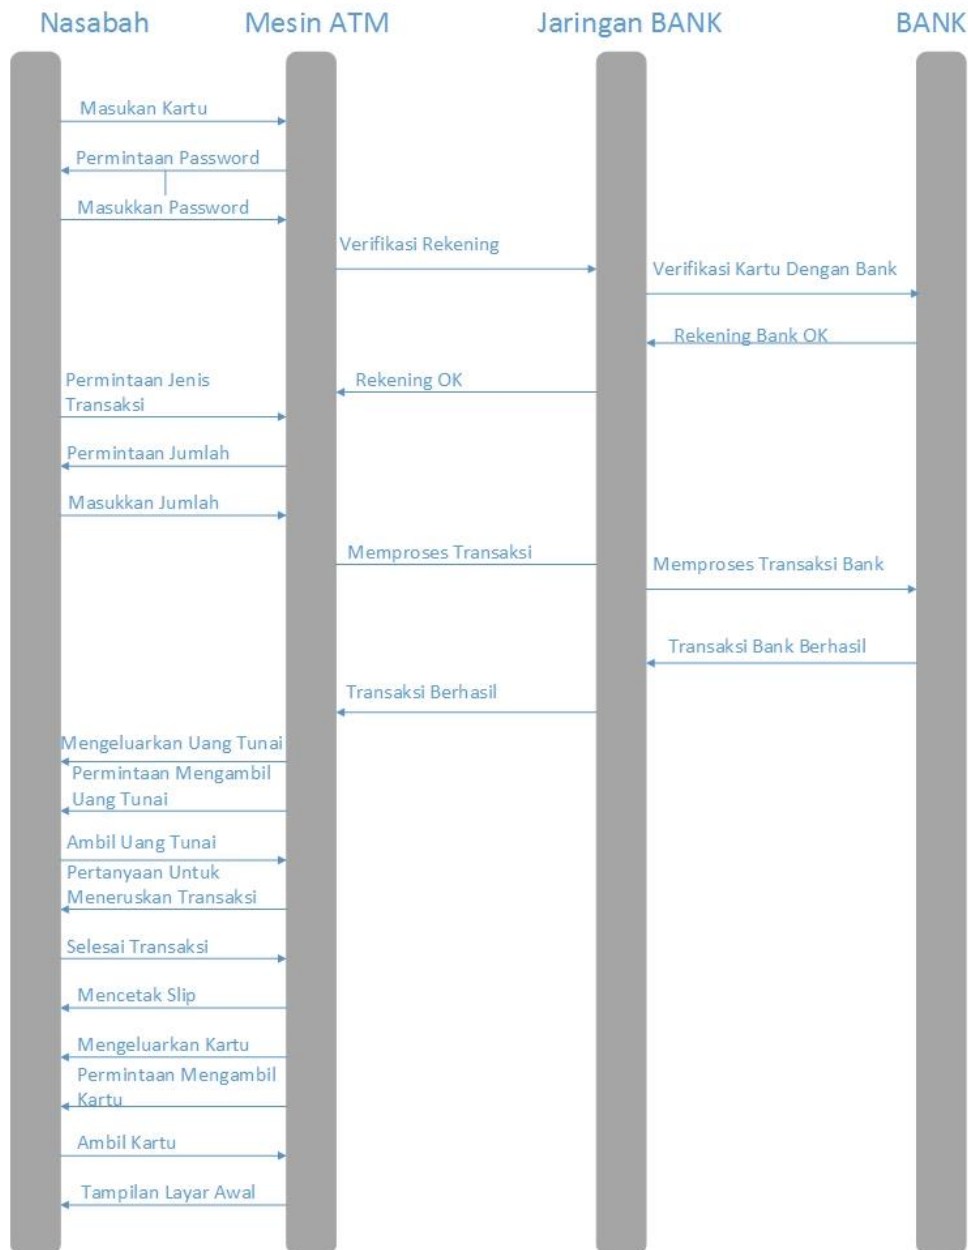 Nasabah
Mesin ATM
Jaringan BANK
BANK
Masukan Kartu
Permintaan Password
Masukkan Password
Verifikasi Rekening
Verifikasi Kartu Dengan Bank
Rekening Bank OK
Rekening OK
Permintaan Jenis
Transaksi
Permintaan Jumlah
Masukkan Jumlah
Memproses Transaksi
Memproses Transaksi Bank
Transaksi Bank Berhasil
Transaksi Berhasil
Mengeluarkan Uang Tunai
Permintaan Mengambil
Uang Tunai
Ambil Uang Tunai
Pertanyaan Untuk
Meneruskan Transaksi
Selesai Transaksi
Mencetak Slip
Mengeluarkan Kartu
Permintaan Mengambil
Kartu
Ambil Kartu
Tampilan Layar Awal